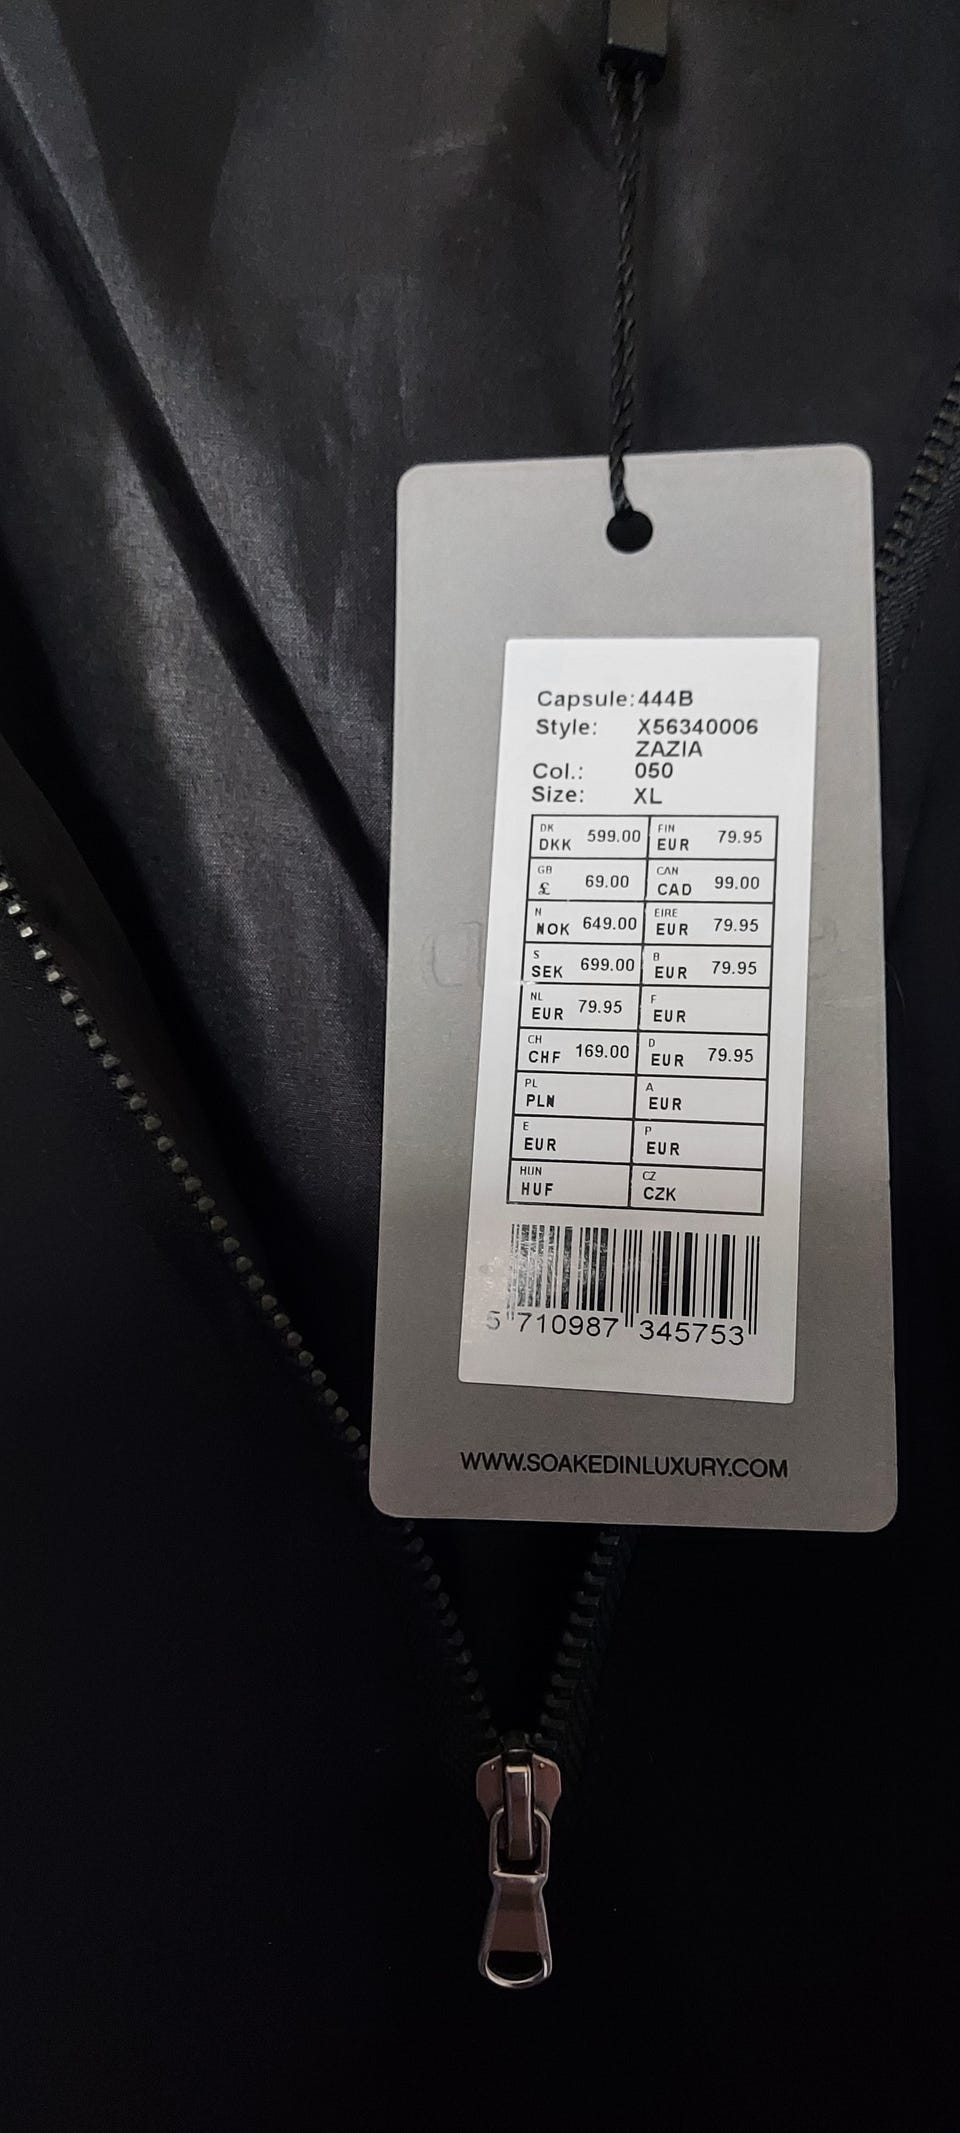 Capsule: 444B
Style: X56340006
ZAZIA
Col.: 050
Size: XL
DK DKK 599.00 FIN EUR 79.95
GB £ 69.00 CAN CAD 99.00
N NOK 649.00 EIRE EUR 79.95
S SEK 699.00 B EUR 79.95
NL EUR 79.95 F EUR
CH CHF 169.00 D EUR 79.95
PL PLN A EUR
E EUR P EUR
HUN HUF CZ CZK
5 710987 345753
WWW.SOAKEDINLUXURY.COM